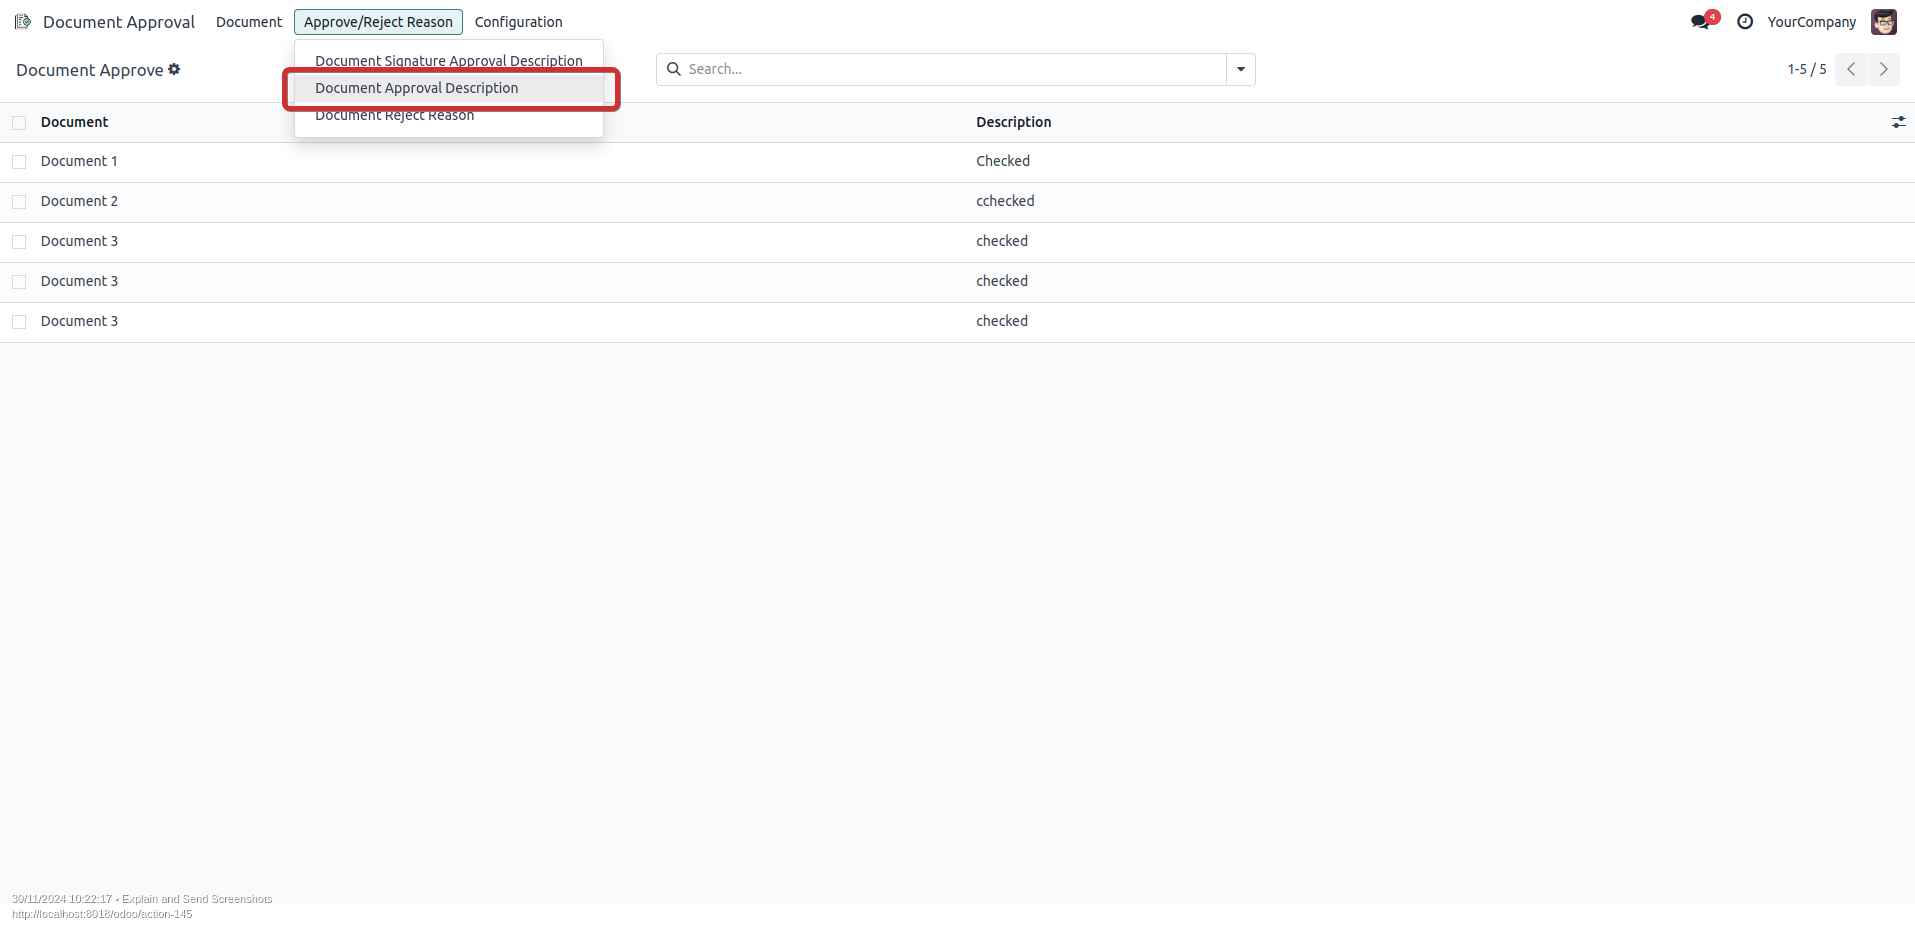 Document Approval Document Approve/Reject Reason Configuration 4 YourCompany
Document Signature Approval Description
Document Approve Search... 1-5 / 5
Document Approval Description
Document Reject Reason
Document Description
Document 1 Checked
Document 2 cchecked
Document 3 checked
Document 3 checked
Document 3 checked
30/11/2024 10:22:17 • Explain and Send Screenshots
http://localhost:8018/odoo/action-145